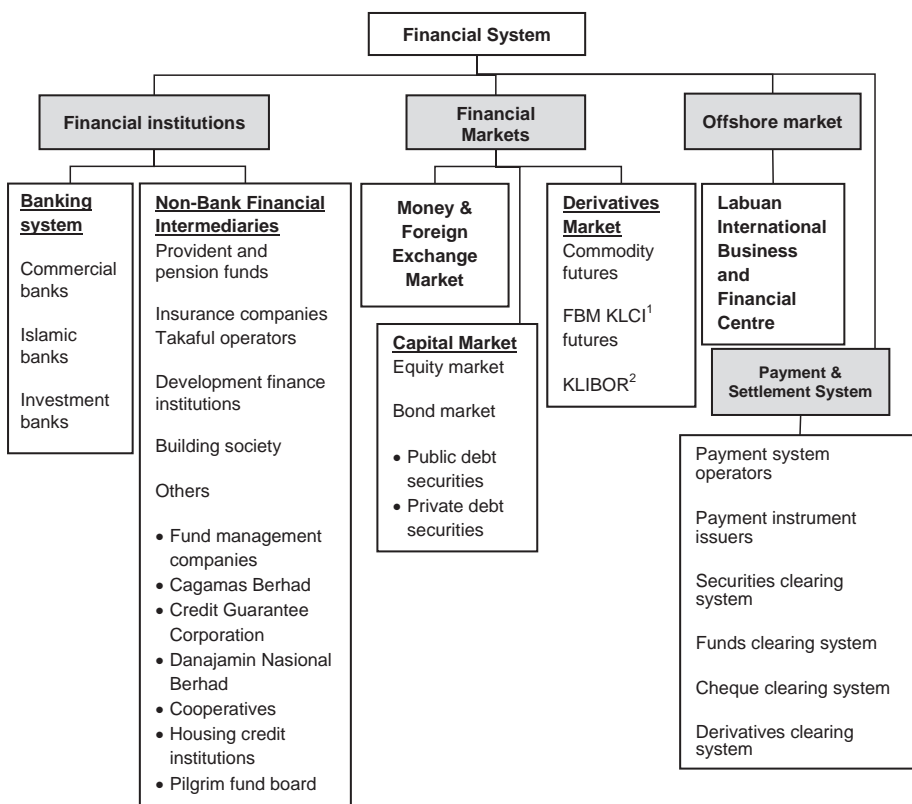 Financial System
Financial institutions
Financial
Markets
Offshore market
Banking
system
Commercial
banks
Islamic
banks
Investment
banks
Non-Bank Financial
Intermediaries
Provident and
pension funds
Insurance companies
Takaful operators
Development finance
institutions
Building society
Others
• Fund management
companies
• Cagamas Berhad
• Credit Guarantee
Corporation
• Danajamin Nasional
Berhad
• Cooperatives
• Housing credit
institutions
• Pilgrim fund board
Money &
Foreign
Exchange
Market
Capital Market
Equity market
Bond market
• Public debt
securities
• Private debt
securities
Derivatives
Market
Commodity
futures
FBM KLCI¹
futures
KLIBOR²
Labuan
International
Business
and
Financial
Centre
Payment &
Settlement System
Payment system
operators
Payment instrument
issuers
Securities clearing
system
Funds clearing system
Cheque clearing system
Derivatives clearing
system